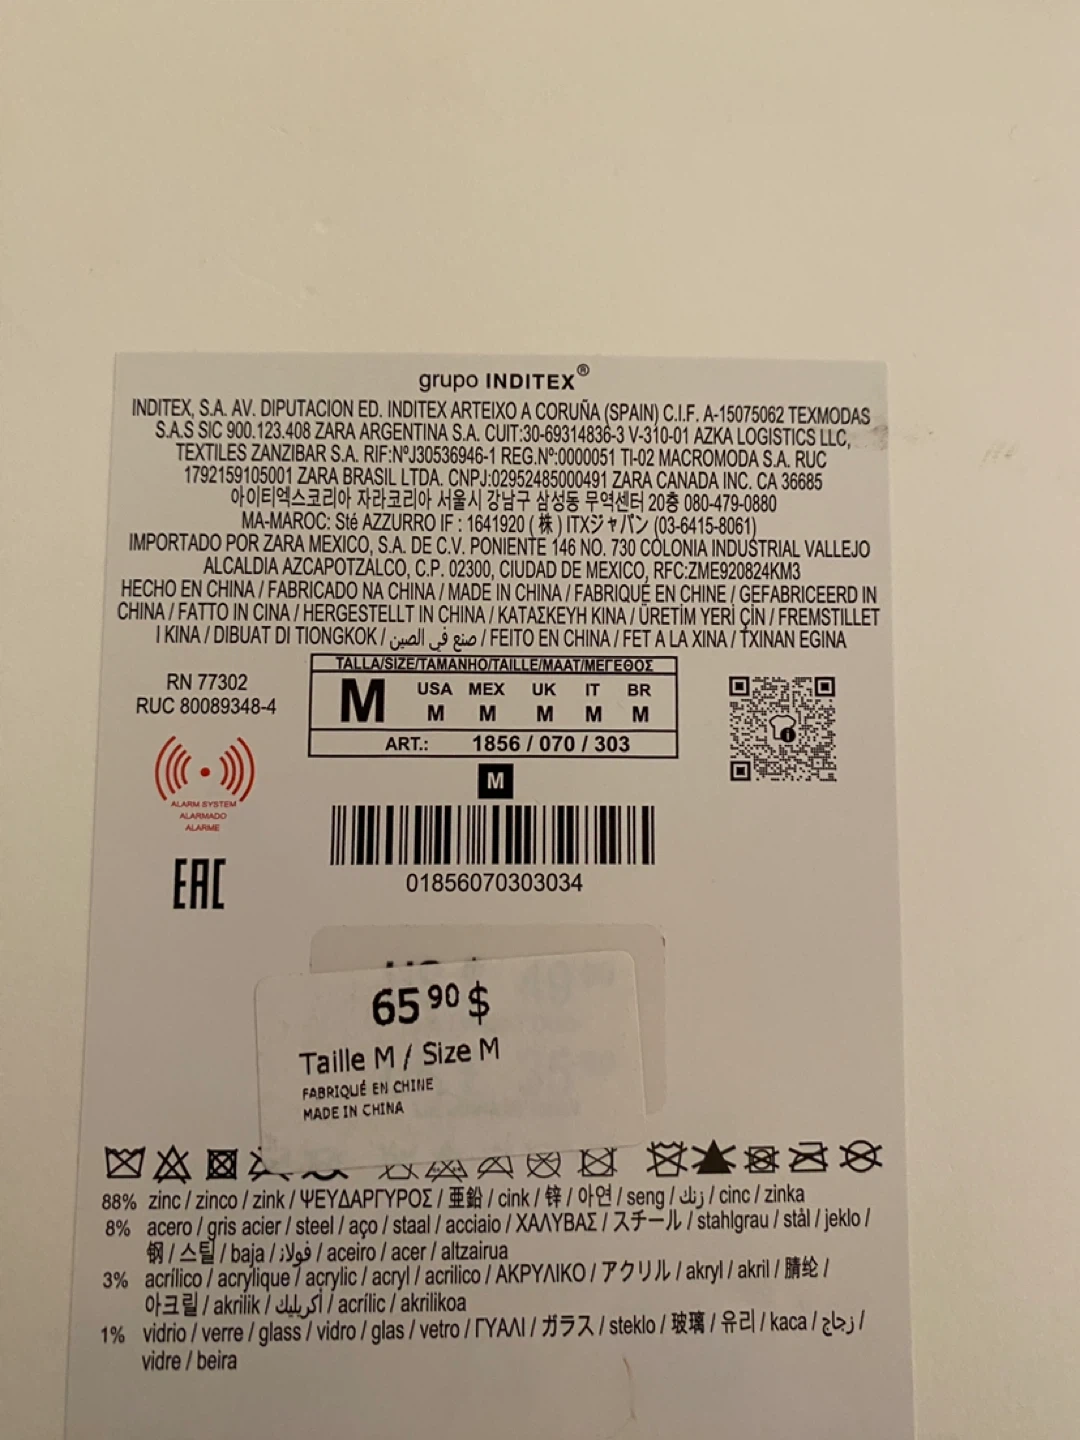 grupo INDITEX®
INDITEX, S.A. AV. DIPUTACION ED. INDITEX ARTEIXO A CORUÑA (SPAIN) C.I.F. A-15075062 TEXMODAS
S.A.S SIC 900.123.408 ZARA ARGENTINA S.A. CUIT:30-69314836-3 V-310-01 AZKA LOGISTICS LLC,
TEXTILES ZANZIBAR S.A. RIF:NºJ30536946-1 REG.Nº:0000051 TI-02 MACROMODA S.A. RUC
1792159105001 ZARA BRASIL LTDA. CNPJ:02952485000491 ZARA CANADA INC. CA 36685
아이티엑스코리아 자라코리아 서울시 강남구 삼성동 무역센터 20층 080-479-0880
MA-MAROC: Sté AZZURRO IF : 1641920 ( 株 ) ITXジャパン (03-6415-8061)
IMPORTADO POR ZARA MEXICO, S.A. DE C.V. PONIENTE 146 NO. 730 COLONIA INDUSTRIAL VALLEJO
ALCALDIA AZCAPOTZALCO, C.P. 02300, CIUDAD DE MEXICO, RFC:ZME920824KM3
HECHO EN CHINA / FABRICADO NA CHINA / MADE IN CHINA / FABRIQUÉ EN CHINE / GEFABRICEERD IN
CHINA / FATTO IN CINA / HERGESTELLT IN CHINA / ΚΑΤΑΣΚΕΥΗ ΚΙΝΑ / ÜRETİM YERİ ÇİN / FREMSTILLET
I KINA / DIBUAT DI TIONGKOK / صنع في الصين / FEITO EN CHINA / FET A LA XINA / TXINAN EGINA
TALLA/SIZE/TAMANHO/TAILLE/MAAT/ΜΕΓΕΘΟΣ
RN 77302
RUC 80089348-4
M
USA MEX UK IT BR
M M M M M
ART.: 1856 / 070 / 303
M
ALARM SYSTEM
ALARMADO
ALARME
EAC
01856070303034
65 90 $
Taille M / Size M
FABRIQUÉ EN CHINE
MADE IN CHINA
88% zinc / zinco / zink / ΨΕΥΔΑΡΓΥΡΟΣ / 亜鉛 / cink / 锌 / 아연 / seng / زنك / cinc / zinka
8% acero / gris acier / steel / aço / staal / acciaio / ΧΑΛΥΒΑΣ / スチール / stahlgrau / stål / jeklo /
钢 / 스틸 / baja / فولاذ / aceiro / acer / altzairua
3% acrílico / acrylique / acrylic / acryl / acrilico / ΑΚΡΥΛΙΚΟ / アクリル / akryl / akril / 腈纶 /
아크릴 / akrilik / أكريليك / acrílic / akrilikoa
1% vidrio / verre / glass / vidro / glas / vetro / ΓΥΑΛΙ / ガラス / steklo / 玻璃 / 유리 / kaca / زجاج /
vidre / beira